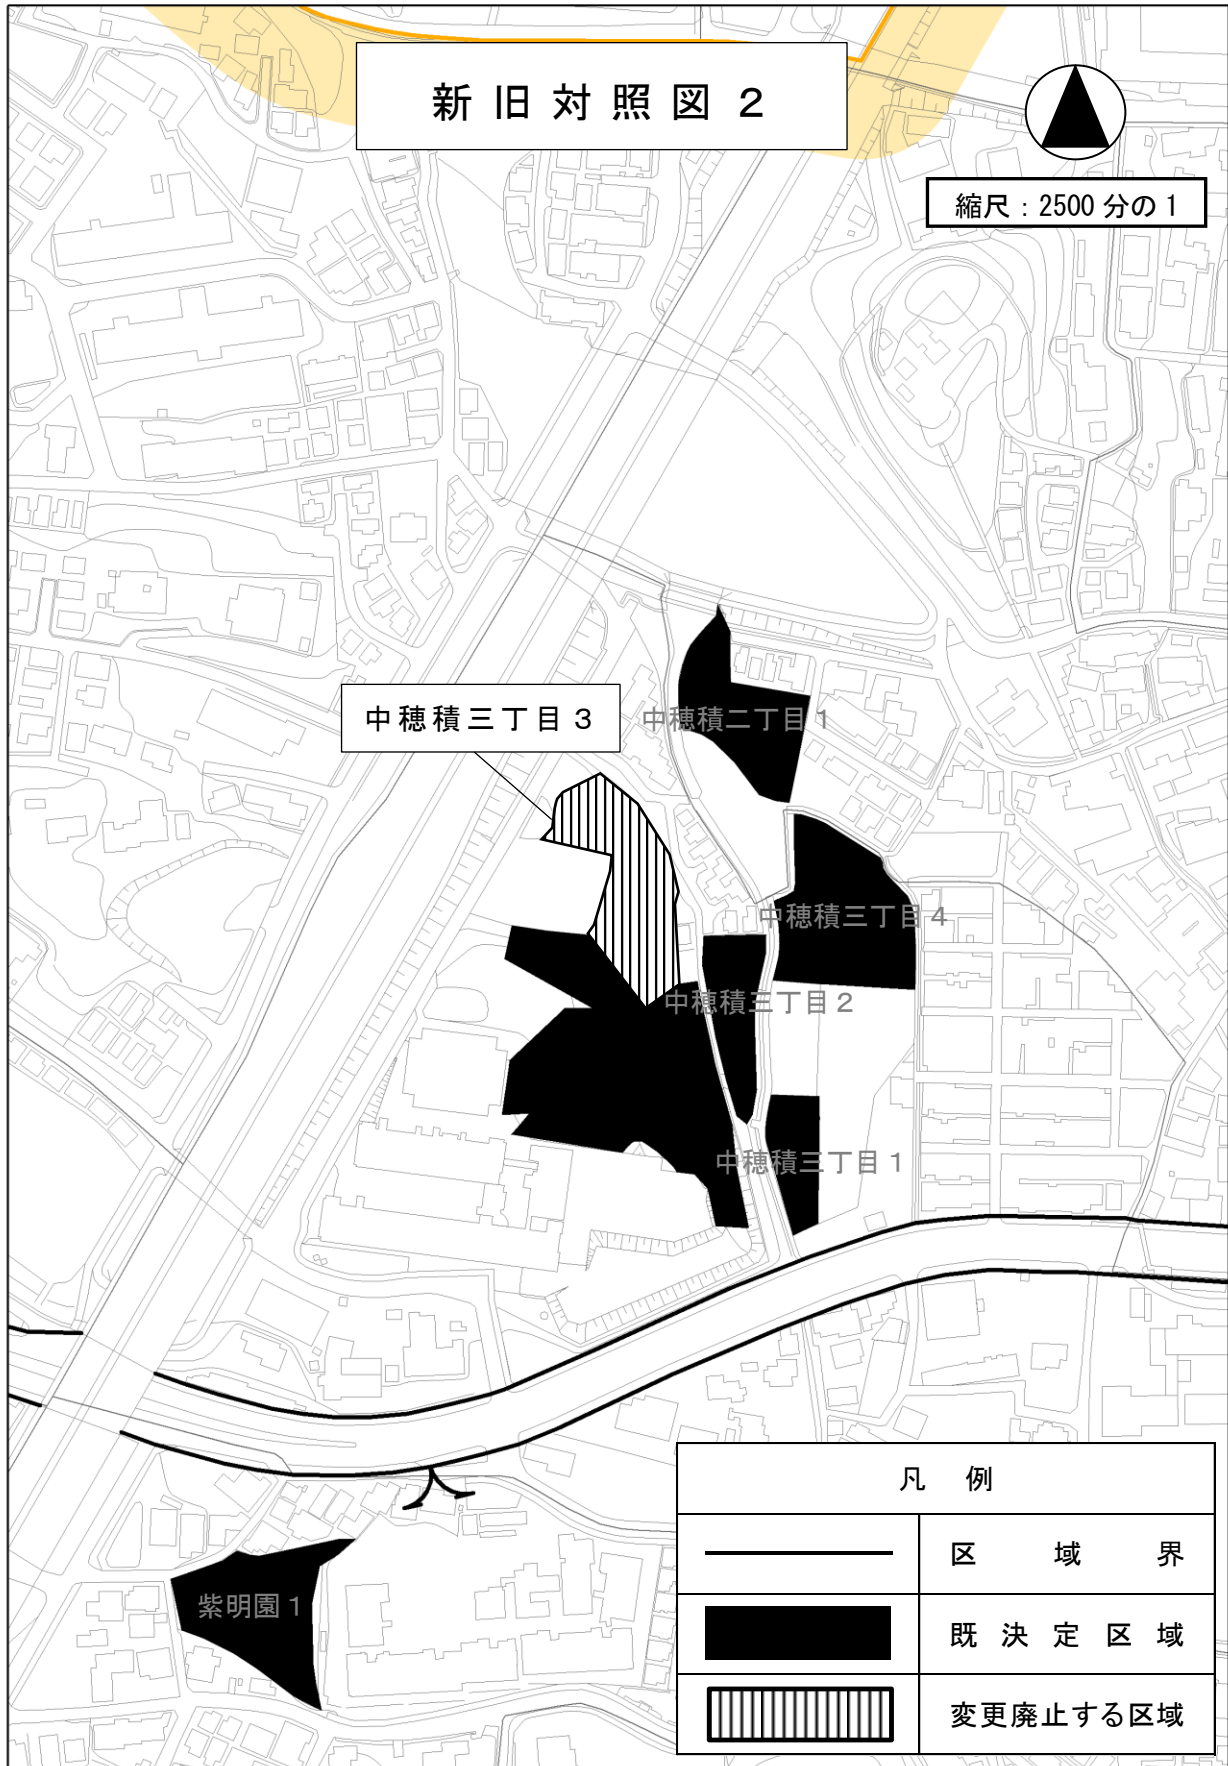 新旧対照図２
縮尺：2500分の1
中穂積三丁目３
中穂積二丁目１
中穂積三丁目４
中穂積三丁目２
中穂積三丁目１
紫明園１
凡例
区域界
既決定区域
変更廃止する区域